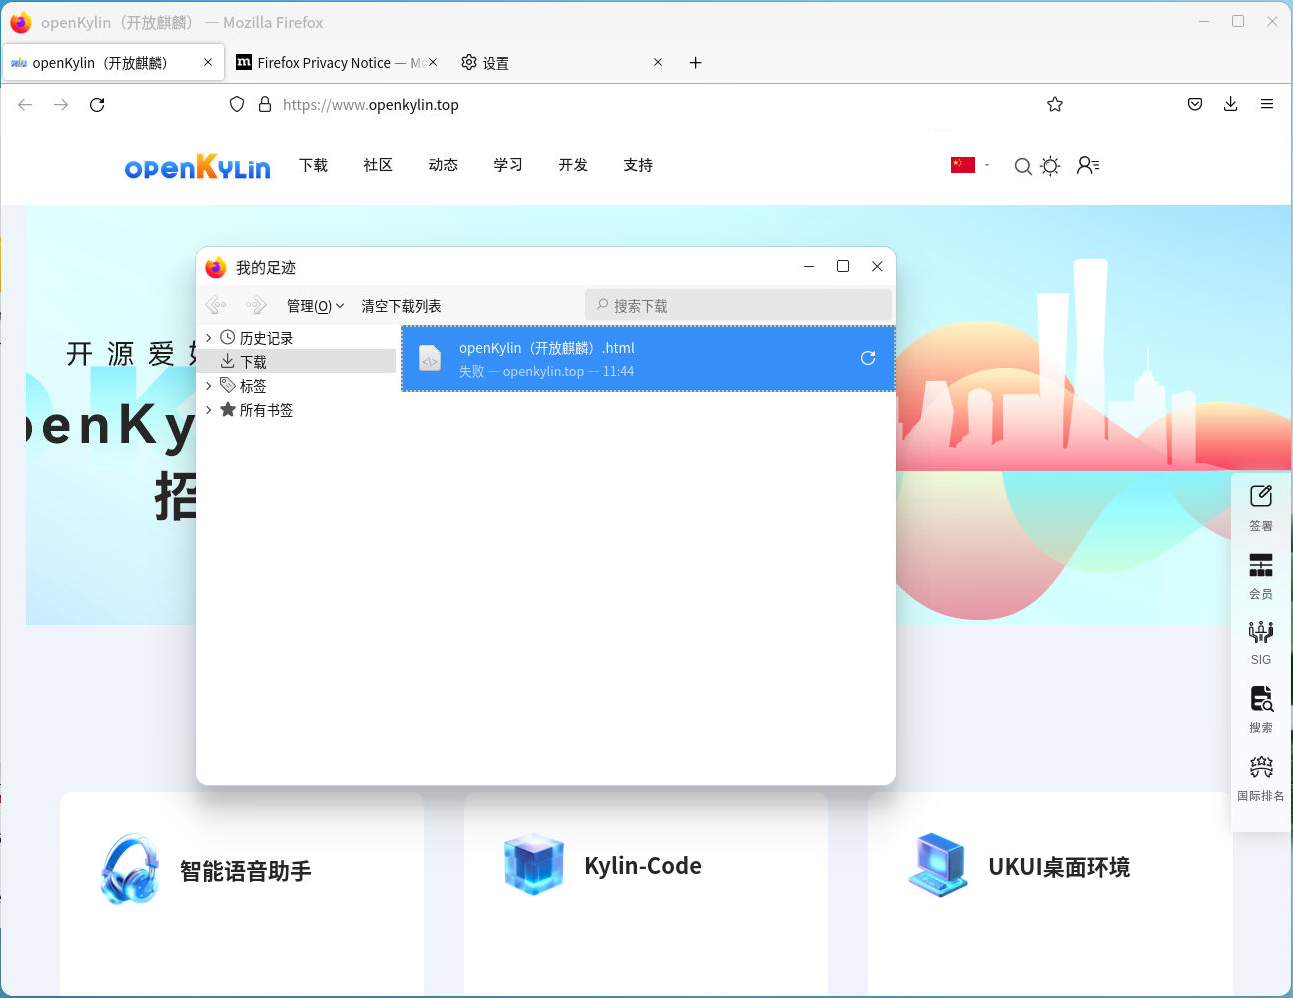 openKylin（开放麒麟） — Mozilla Firefox
openKylin（开放麒麟）
Firefox Privacy Notice — Mo
设置
https://www.openkylin.top
openKylin
下载 社区 动态 学习 开发 支持
我的足迹
管理(O) 清空下载列表
搜索下载
历史记录
下载
标签
所有书签
openKylin（开放麒麟）.html
失败 — openkylin.top — 11:44
开源爱
penKy
招
签署
会员
SIG
搜索
国际排名
智能语音助手
Kylin-Code
UKUI桌面环境